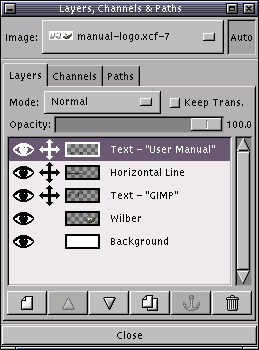 Layers, Channels & Paths
Image: manual-logo.xcf-7 Auto
Layers Channels Paths
Mode: Normal Keep Trans.
Opacity: 100.0
Text - "User Manual"
Horizontal Line
Text - "GIMP"
Wilber
Background
Close